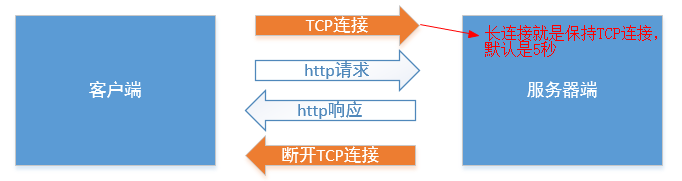 TCP连接
长连接就是保持TCP连接，
默认是5秒
http请求
客户端
服务器端
http响应
断开TCP连接